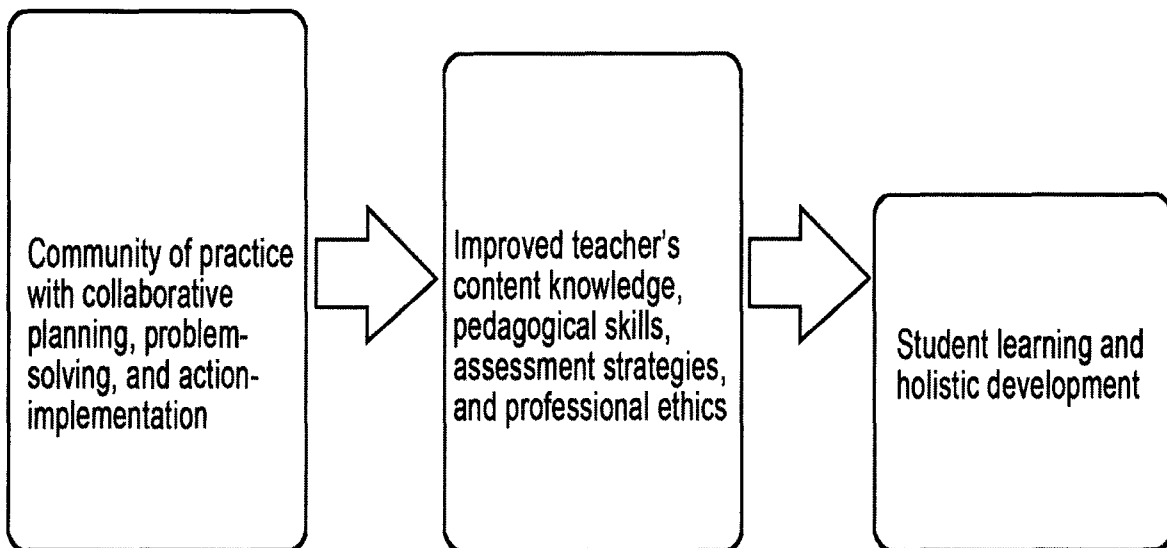 Community of practice
with collaborative
planning, problem-
solving, and action-
implementation
Improved teacher's
content knowledge,
pedagogical skills,
assessment strategies,
and professional ethics
Student learning and
holistic development